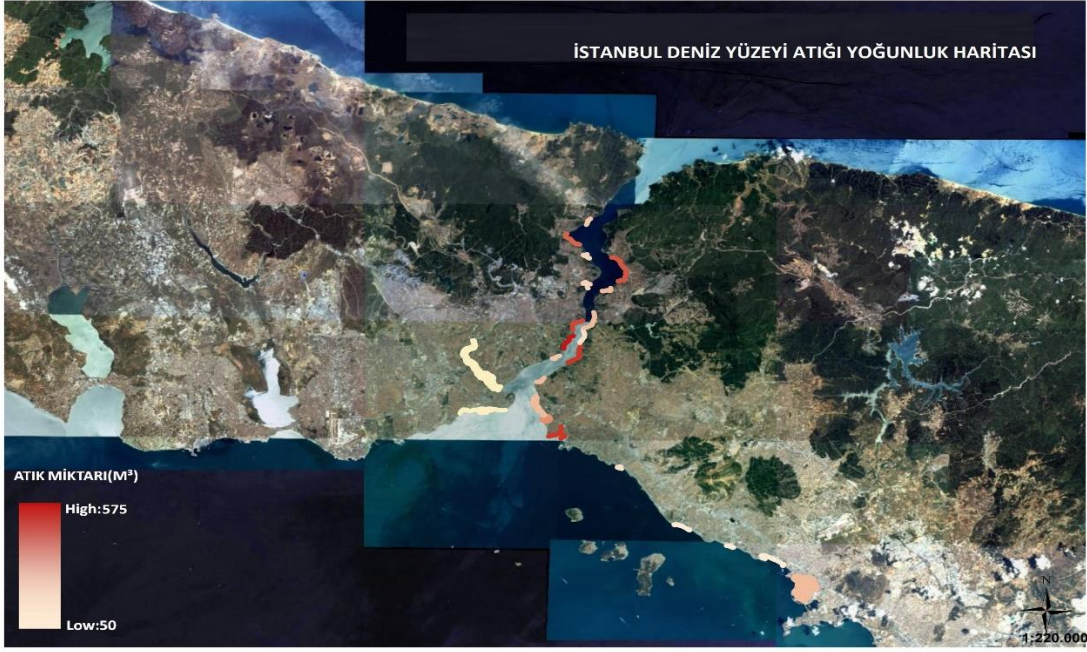 İSTANBUL DENİZ YÜZEYİ ATIĞI YOĞUNLUK HARİTASI
ATIK MİKTARI(M³)
High:575
Low:50
N
1:220.000